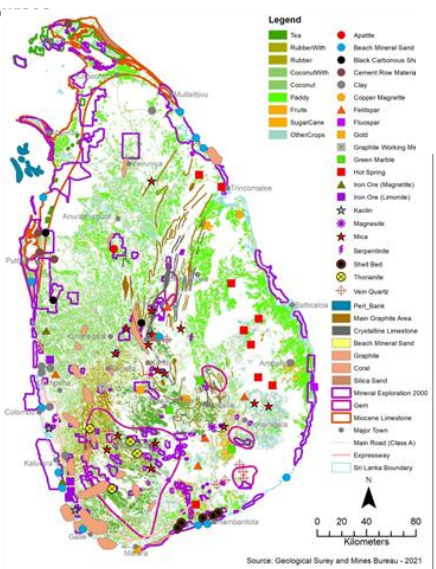 Legend
Tea
RubberWith
Rubber
CoconutWith
Coconut
Paddy
Fruits
SugarCane
OtherCrops
Apatite
Beach Mineral Sand
Black Carbonous Sh
Cement Row Materia
Clay
Copper Magnette
Feldspar
Fluospar
Gold
Graphite Working Mi
Green Marble
Hot Spring
Iron Ore (Magnetite)
Iron Ore (Limonite)
Kaolin
Magnesite
Mica
Serpentinite
Shell Bed
Thorianite
Vein Quartz
Perl_Bank
Main Graphite Area
Crystalline Limestone
Beach Mineral Sand
Graphite
Coral
Silica Sand
Mineral Exploration 2000
Gem
Miocene Limestone
Major Town
Main Road (Class A)
Expressway
Sri Lanka Boundary
Mullaittivu
Vavuniya
Trincomalee
Anuradhapura
Putt
Batticaloa
Kurunegala
Ampa
Colombo
Kalutara
Galle
Matara
Hambantota
N
0 20 40 80
Kilometers
Source: Geological Surey and Mines Bureau - 2021